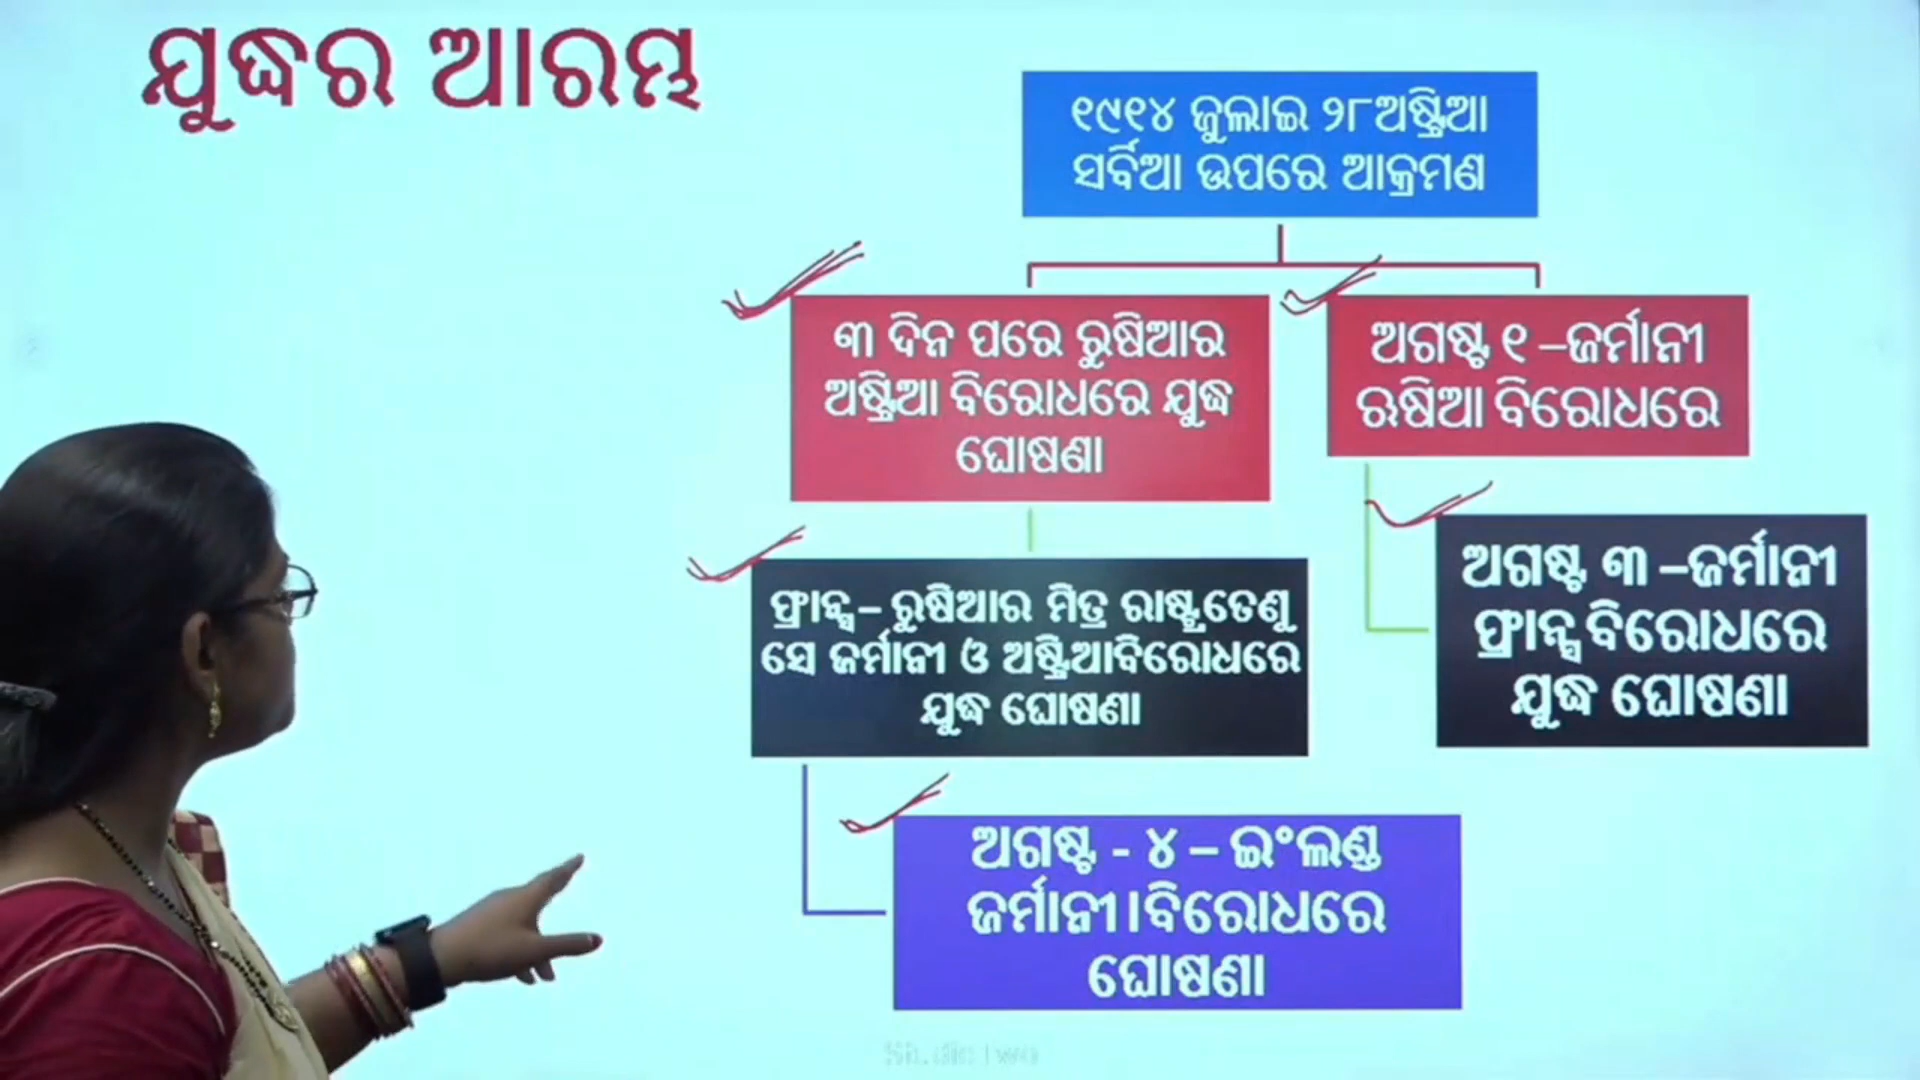 ଯୁଦ୍ଧର ଆରମ୍ଭ
୧୯୧୪ ଜୁଲାଇ ୨୮ଅଷ୍ଟ୍ରିଆ
ସର୍ବିଆ ଉପରେ ଆକ୍ରମଣ
୩ ଦିନ ପରେ ରୁଷିଆର
ଅଷ୍ଟ୍ରିଆ ବିରୋଧରେ ଯୁଦ୍ଧ
ଘୋଷଣା
ଅଗଷ୍ଟ ୧ –ଜର୍ମାନୀ
ଋଷିଆ ବିରୋଧରେ
ଫ୍ରାନ୍ସ – ରୁଷିଆର ମିତ୍ର ରାଷ୍ଟ୍ରତେଣୁ
ସେ ଜର୍ମାନୀ ଓ ଅଷ୍ଟ୍ରିଆବିରୋଧରେ
ଯୁଦ୍ଧ ଘୋଷଣା
ଅଗଷ୍ଟ ୩ –ଜର୍ମାନୀ
ଫ୍ରାନ୍ସ ବିରୋଧରେ
ଯୁଦ୍ଧ ଘୋଷଣା
ଅଗଷ୍ଟ - ୪ – ଇଂଲଣ୍ଡ
ଜର୍ମାନୀ।ବିରୋଧରେ
ଘୋଷଣା